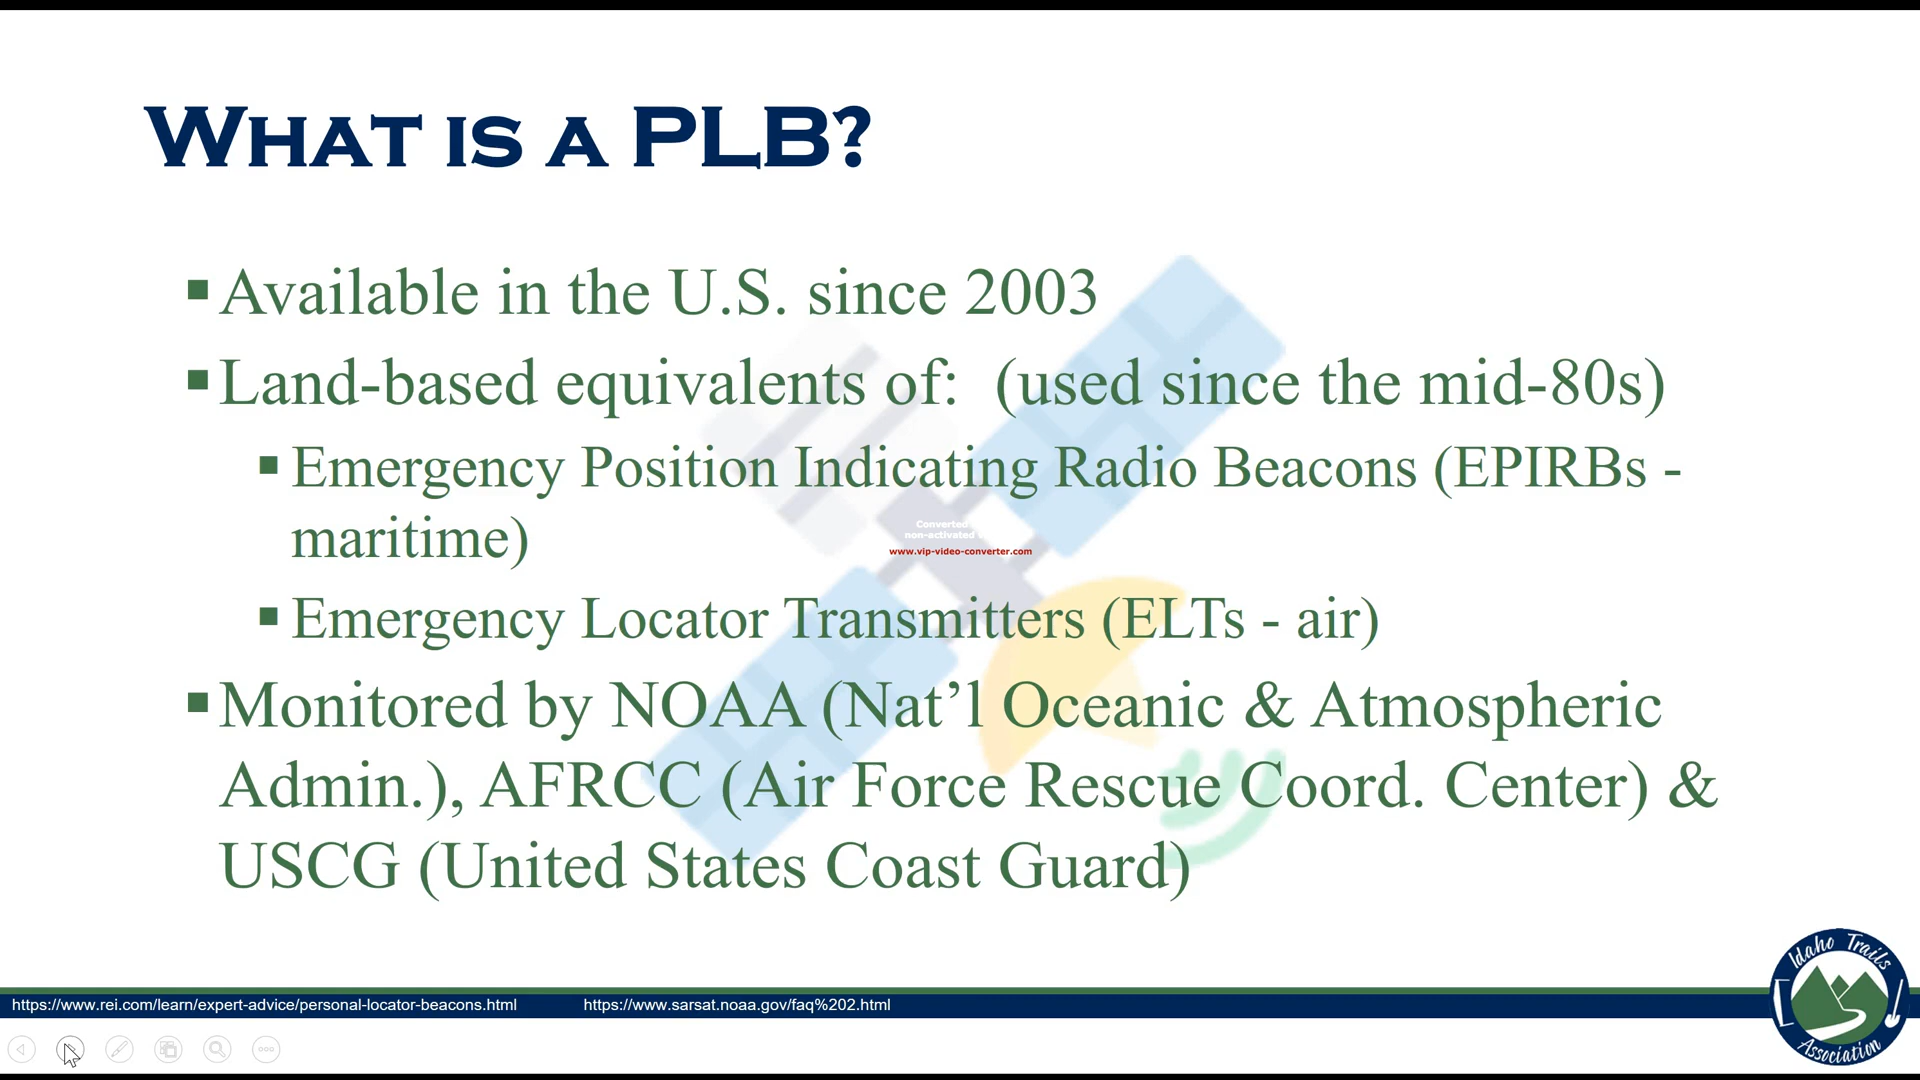 What is a PLB?
Available in the U.S. since 2003
Land-based equivalents of: (used since the mid-80s)
Emergency Position Indicating Radio Beacons (EPIRBs -
maritime)
Emergency Locator Transmitters (ELTs - air)
Monitored by NOAA (Nat’l Oceanic & Atmospheric
Admin.), AFRCC (Air Force Rescue Coord. Center) &
USCG (United States Coast Guard)
Converted
non-activated
www.vip-video-converter.com
https://www.rei.com/learn/expert-advice/personal-locator-beacons.html https://www.sarsat.noaa.gov/faq%202.html
Idaho Trails
Association